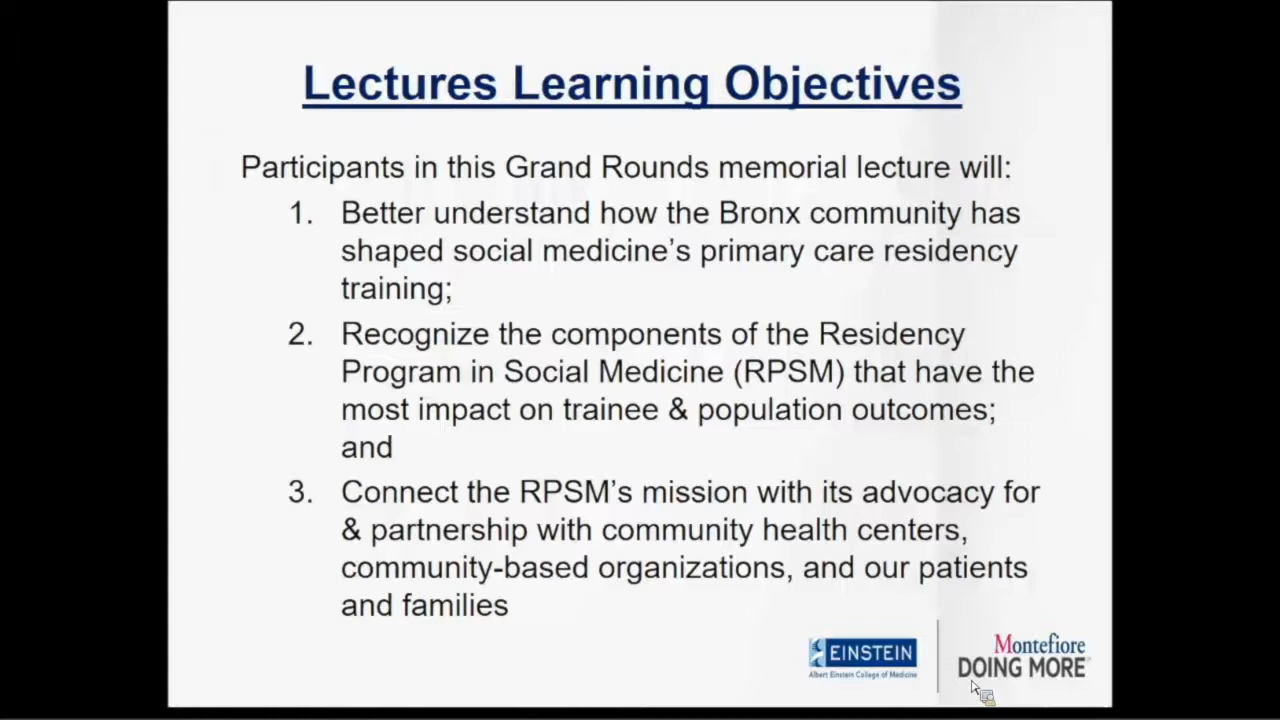 Lectures Learning Objectives
Participants in this Grand Rounds memorial lecture will:
1. Better understand how the Bronx community has
shaped social medicine's primary care residency
training;
2. Recognize the components of the Residency
Program in Social Medicine (RPSM) that have the
most impact on trainee & population outcomes;
and
3. Connect the RPSM's mission with its advocacy for
& partnership with community health centers,
community-based organizations, and our patients
and families
EINSTEIN
Albert Einstein College of Medicine
Montefiore
DOING MORE